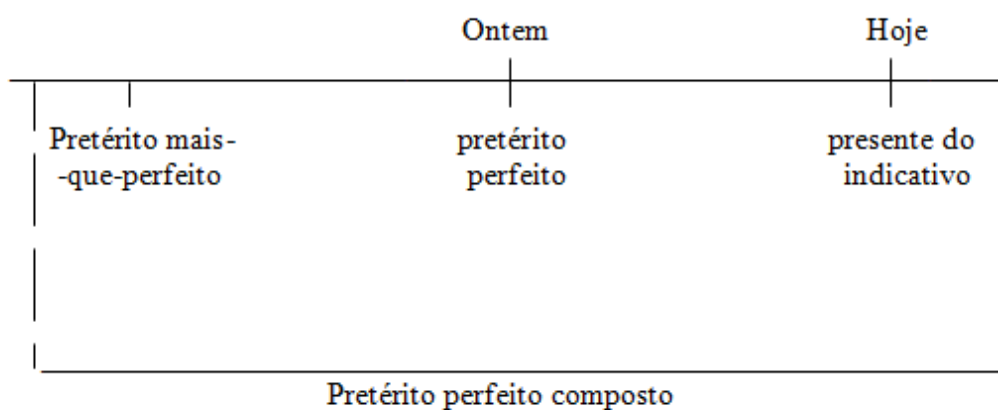 Ontem Hoje
Pretérito mais- pretérito presente do
-que-perfeito perfeito indicativo
Pretérito perfeito composto